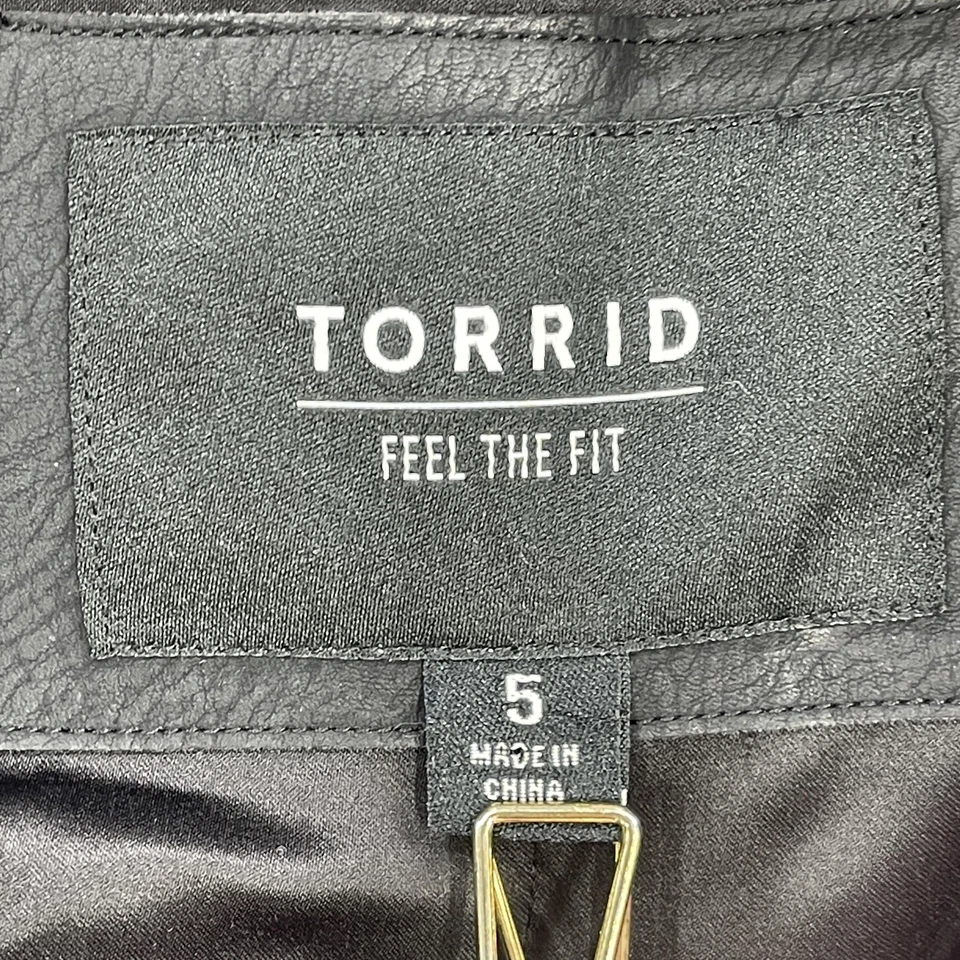 TORRID
FEEL THE FIT
5
MADE IN
CHINA